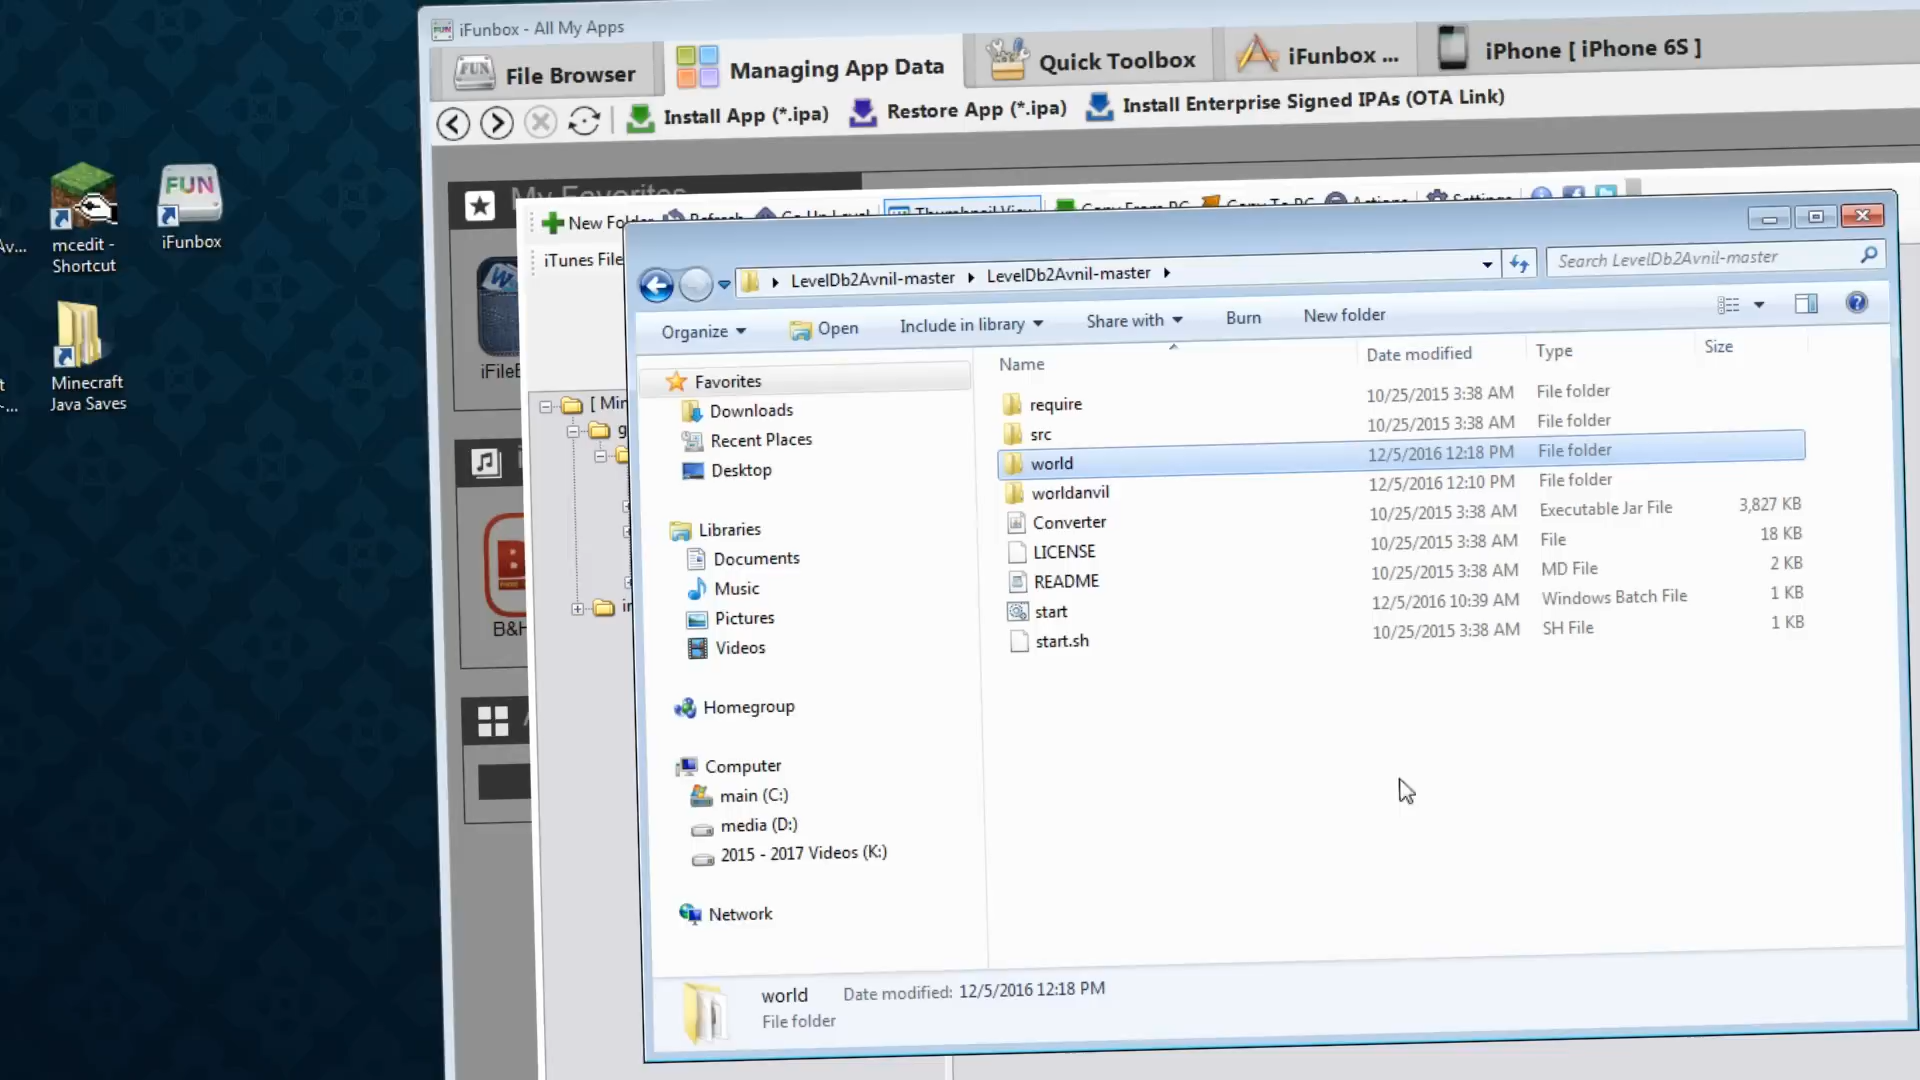 iFunbox - All My Apps
File Browser
Managing App Data
Quick Toolbox
iFunbox ...
iPhone [ iPhone 6S ]
Install App (*.ipa)
Restore App (*.ipa)
Install Enterprise Signed IPAs (OTA Link)
My Favorites
New Folder
Refresh
Go Up Level
Thumbnail View
Copy From PC
Copy To PC
Actions
Settings
iTunes File
FUN
mcedit -
Shortcut
iFunbox
Minecraft
Java Saves
LevelDb2Avnil-master
LevelDb2Avnil-master
Search LevelDb2Avnil-master
Organize
Open
Include in library
Share with
Burn
New folder
Name
Date modified
Type
Size
Favorites
Downloads
Recent Places
Desktop
Libraries
Documents
Music
Pictures
Videos
Homegroup
Computer
main (C:)
media (D:)
2015 - 2017 Videos (K:)
Network
require 10/25/2015 3:38 AM File folder
src 10/25/2015 3:38 AM File folder
world 12/5/2016 12:18 PM File folder
worldanvil 12/5/2016 12:10 PM File folder
Converter 10/25/2015 3:38 AM Executable Jar File 3,827 KB
LICENSE 10/25/2015 3:38 AM File 18 KB
README 10/25/2015 3:38 AM MD File 2 KB
start 12/5/2016 10:39 AM Windows Batch File 1 KB
start.sh 10/25/2015 3:38 AM SH File 1 KB
world Date modified: 12/5/2016 12:18 PM
File folder